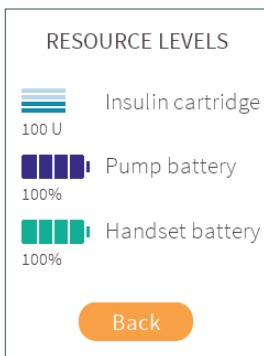 RESOURCE LEVELS
Insulin cartridge
100 U
Pump battery
100%
Handset battery
100%
Back